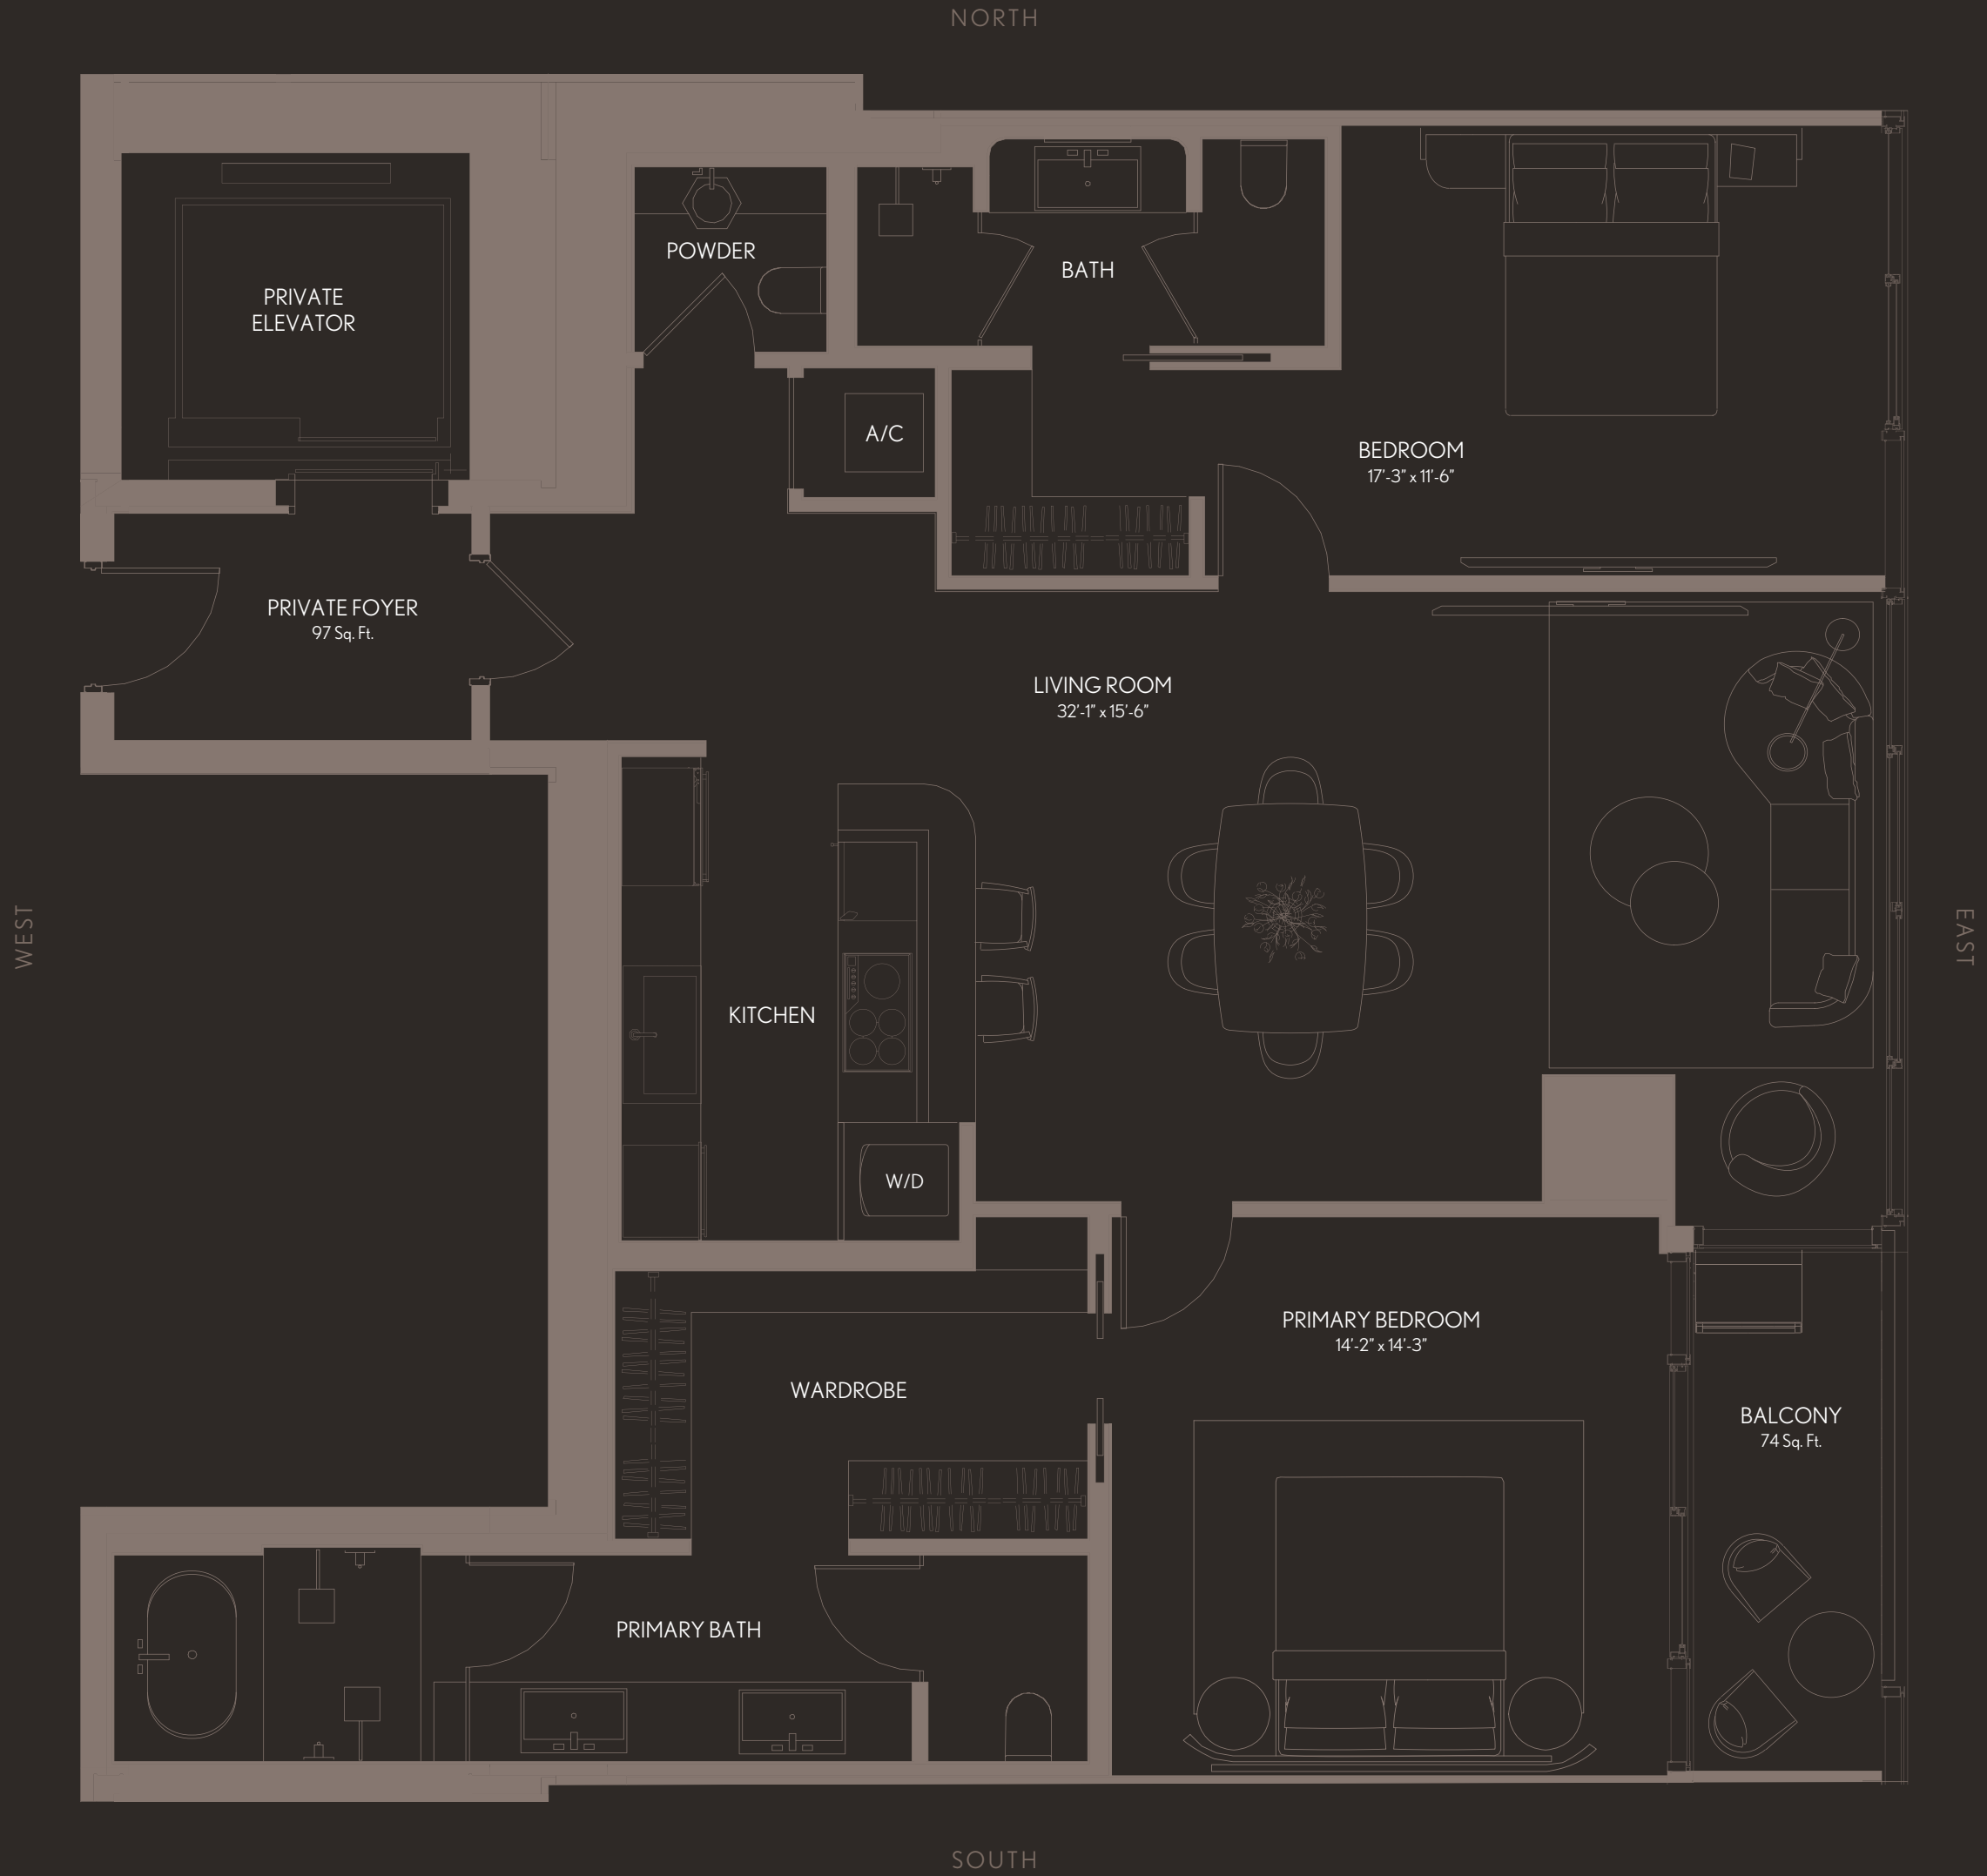 NORTH
POWDER
BATH
PRIVATE
ELEVATOR
A/C
BEDROOM
17'-3" x 11'-6"
PRIVATE FOYER
97 Sq. Ft.
LIVING ROOM
32'-1" x 15'-6"
WEST
EAST
KITCHEN
W/D
PRIMARY BEDROOM
14'-2" x 14'-3"
WARDROBE
BALCONY
74 Sq. Ft.
PRIMARY BATH
SOUTH